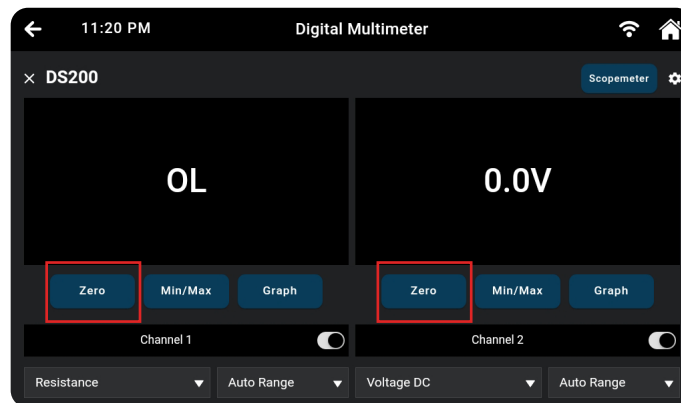 11:20 PM Digital Multimeter
× DS200 Scopemeter
OL 0.0V
Zero Min/Max Graph Zero Min/Max Graph
Channel 1 Channel 2
Resistance Auto Range Voltage DC Auto Range